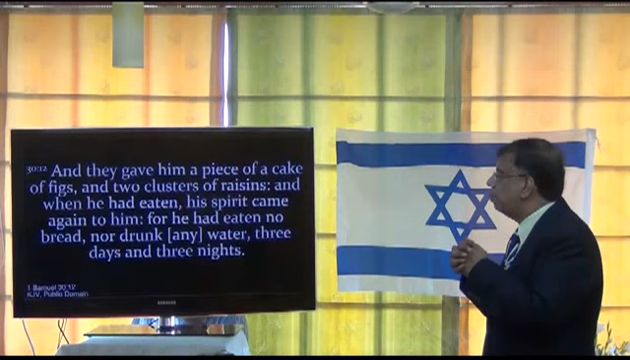 30:12 And they gave him a piece of a cake
of figs, and two clusters of raisins: and
when he had eaten, his spirit came
again to him: for he had eaten no
bread, nor drunk [any] water, three
days and three nights.
1 Samuel 30:12
KJV, Public Domain
SAMSUNG